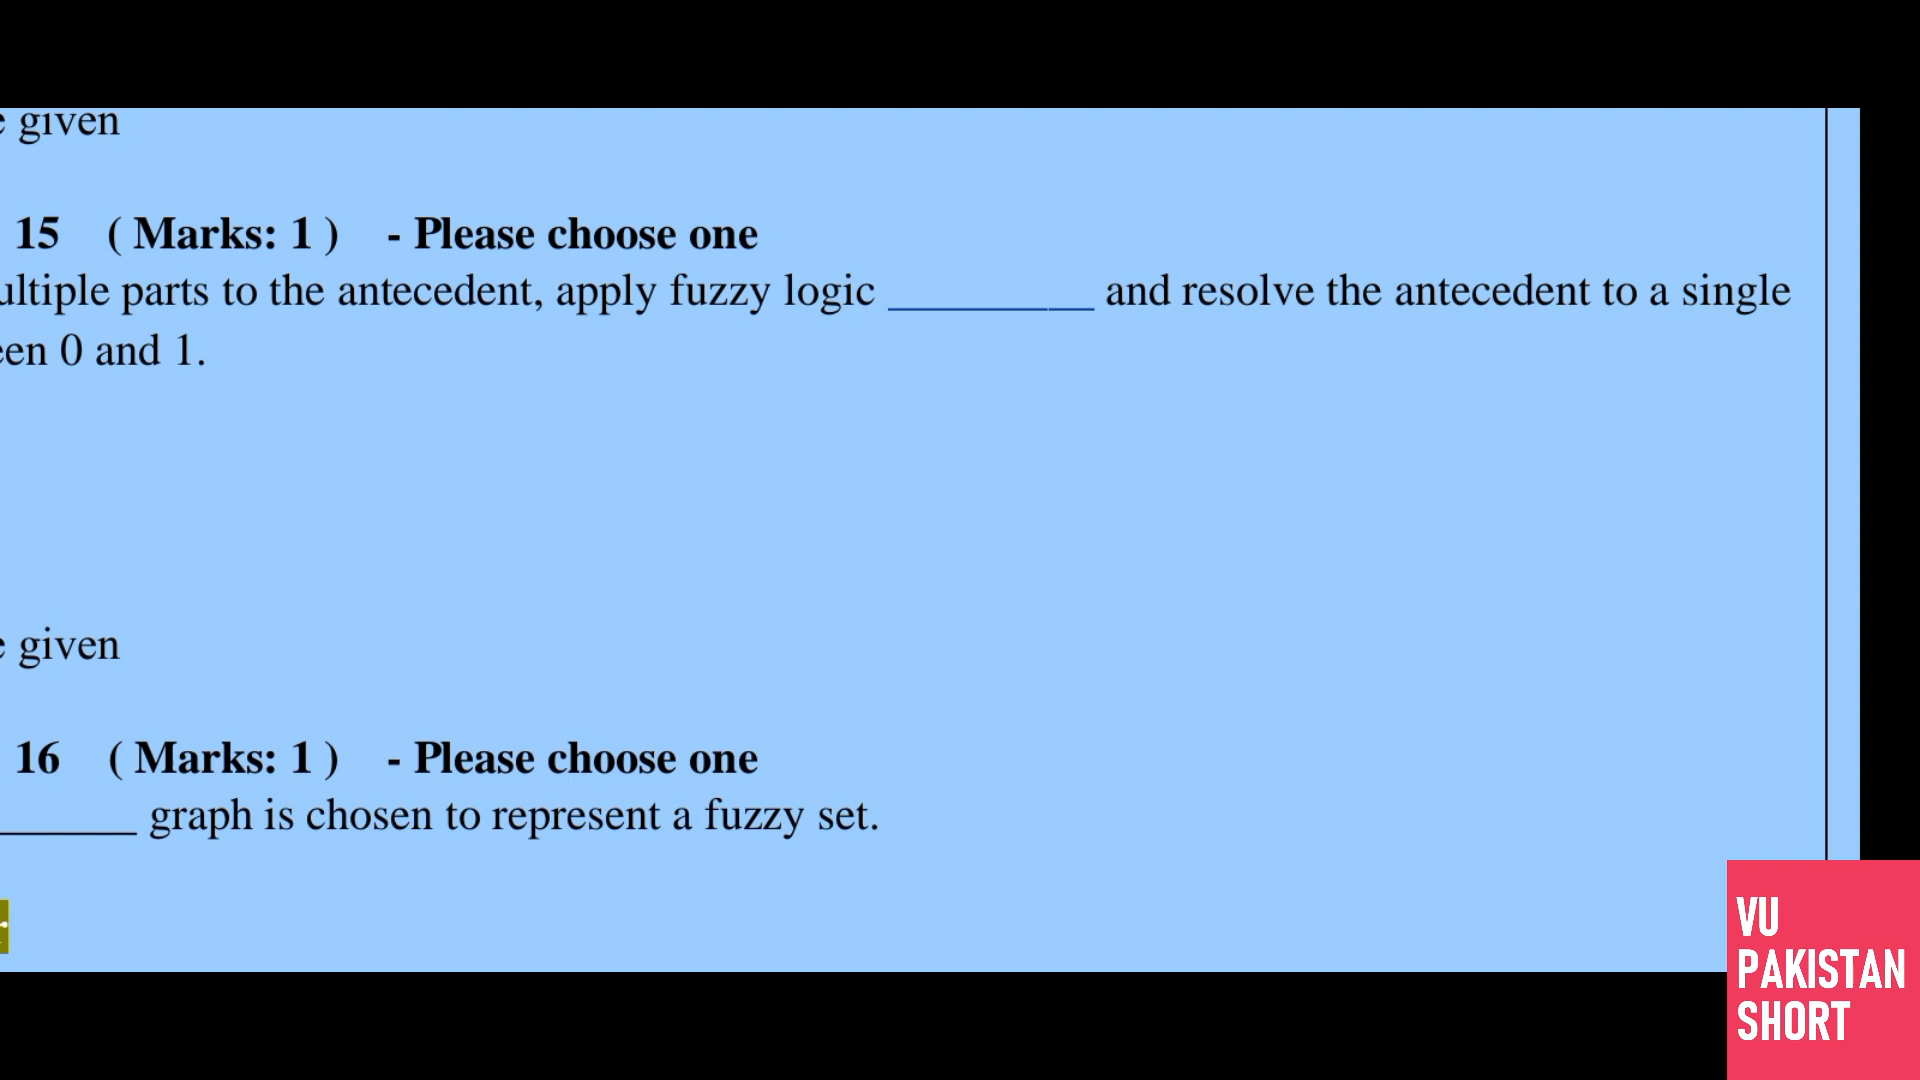 given
15 ( Marks: 1 ) - Please choose one
ultiple parts to the antecedent, apply fuzzy logic _________ and resolve the antecedent to a single
een 0 and 1.
given
16 ( Marks: 1 ) - Please choose one
_______ graph is chosen to represent a fuzzy set.
VU
PAKISTAN
SHORT